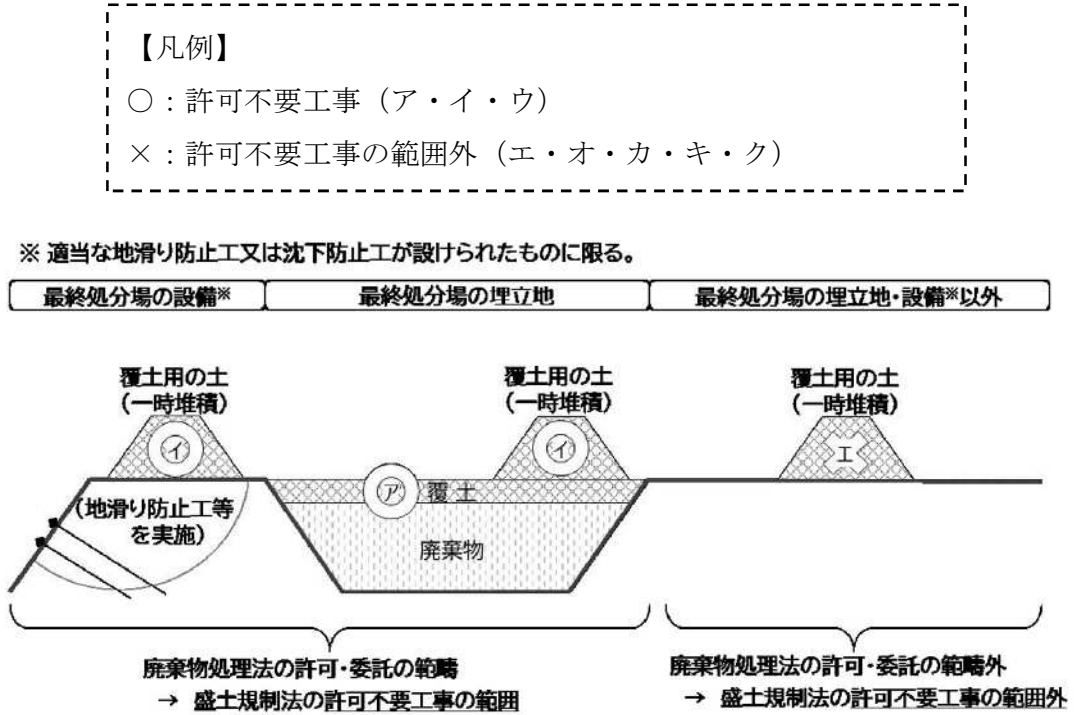 【凡例】
○：許可不要工事（ア・イ・ウ）
×：許可不要工事の範囲外（エ・オ・カ・キ・ク）
※ 適当な地滑り防止工又は沈下防止工が設けられたものに限る。
最終処分場の設備※
最終処分場の埋立地
最終処分場の埋立地・設備※以外
覆土用の土
（一時堆積）
イ
覆土用の土
（一時堆積）
イ
覆土用の土
（一時堆積）
エ
ア 覆土
（地滑り防止工等
を実施）
廃棄物
廃棄物処理法の許可・委託の範疇
→ 盛土規制法の許可不要工事の範囲
廃棄物処理法の許可・委託の範疇外
→ 盛土規制法の許可不要工事の範囲外